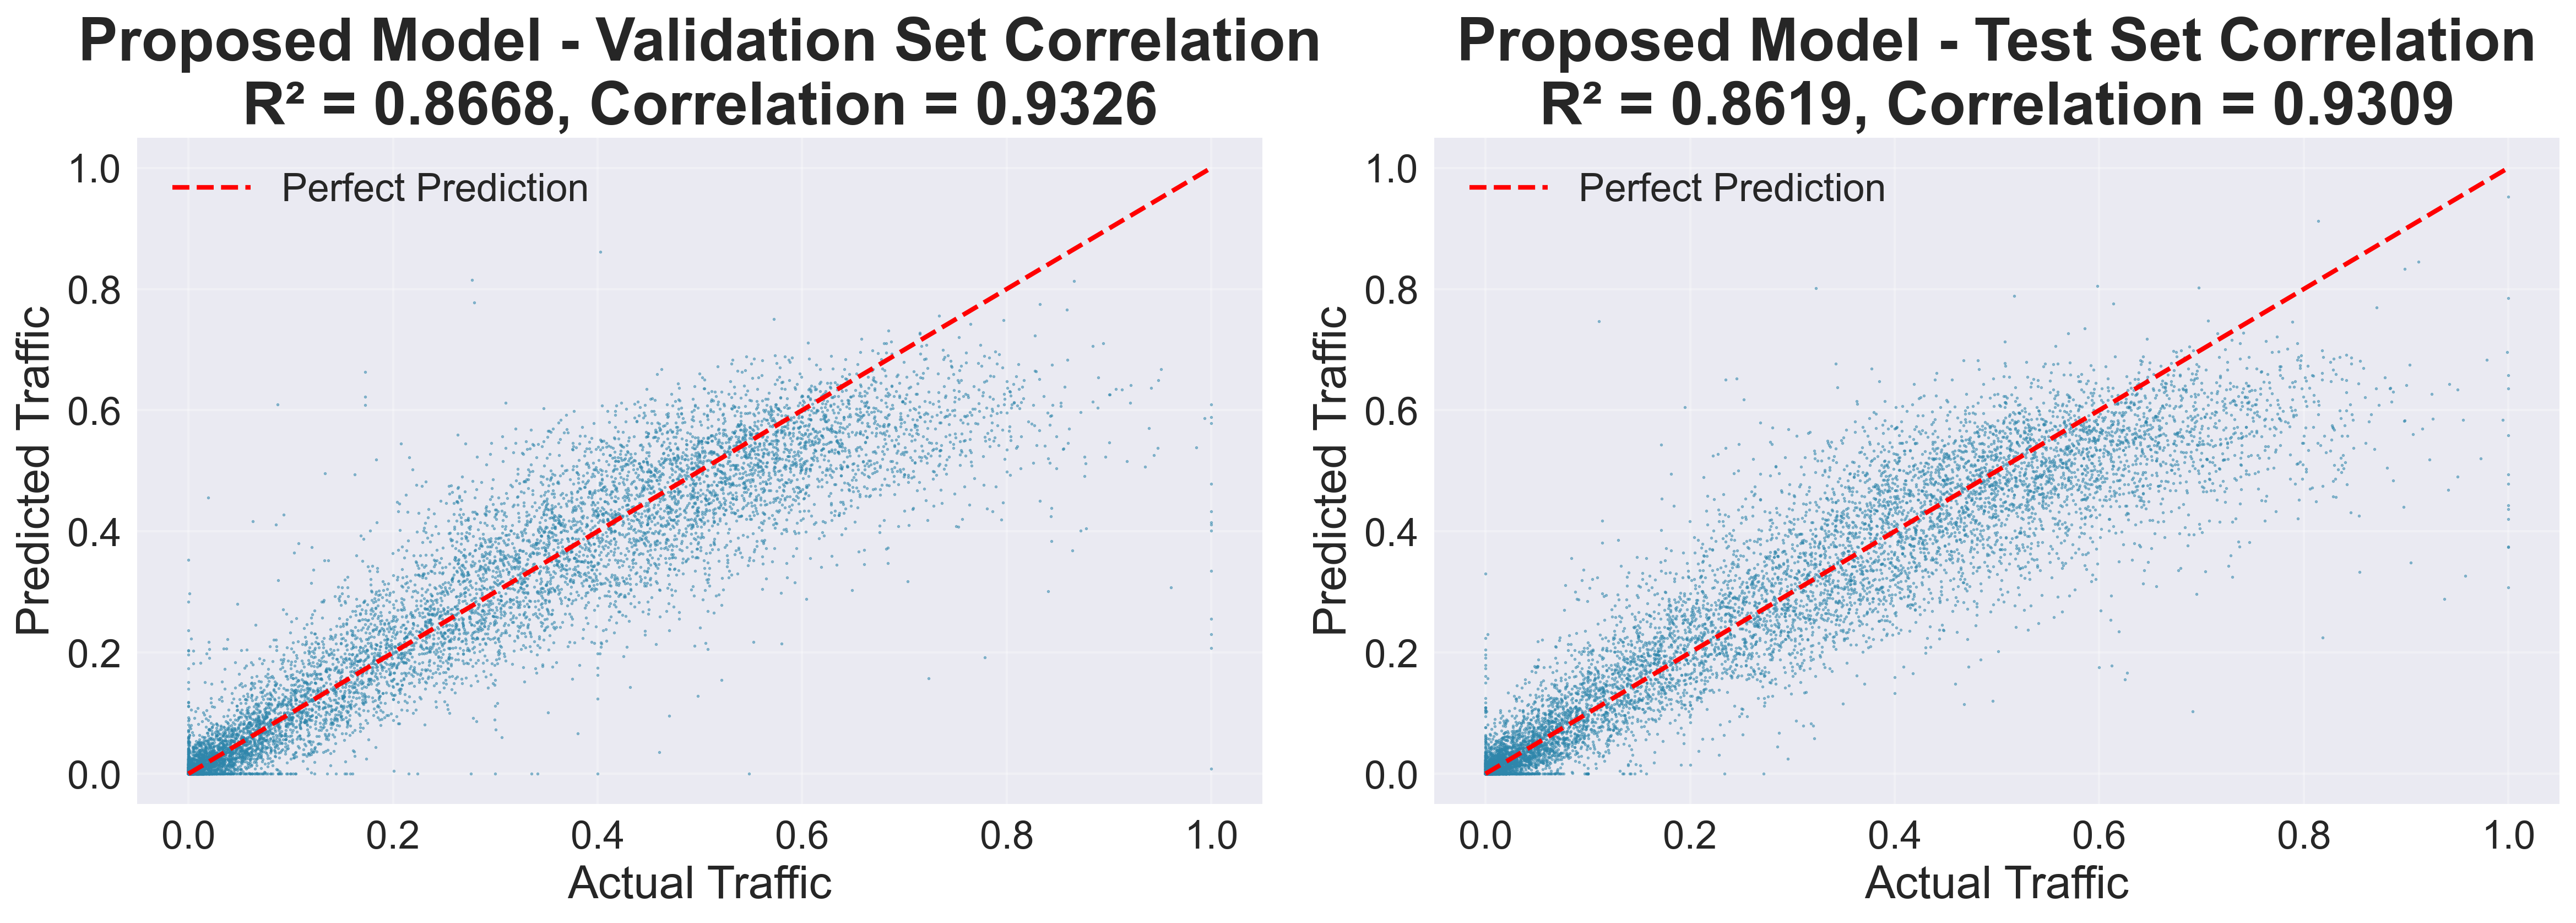 Proposed Model - Validation Set Correlation
R² = 0.8668, Correlation = 0.9326
Perfect Prediction
1.0
0.8
0.6
0.4
0.2
0.0
Predicted Traffic
0.0 0.2 0.4 0.6 0.8 1.0
Actual Traffic
Proposed Model - Test Set Correlation
R² = 0.8619, Correlation = 0.9309
Perfect Prediction
1.0
0.8
0.6
0.4
0.2
0.0
Predicted Traffic
0.0 0.2 0.4 0.6 0.8 1.0
Actual Traffic